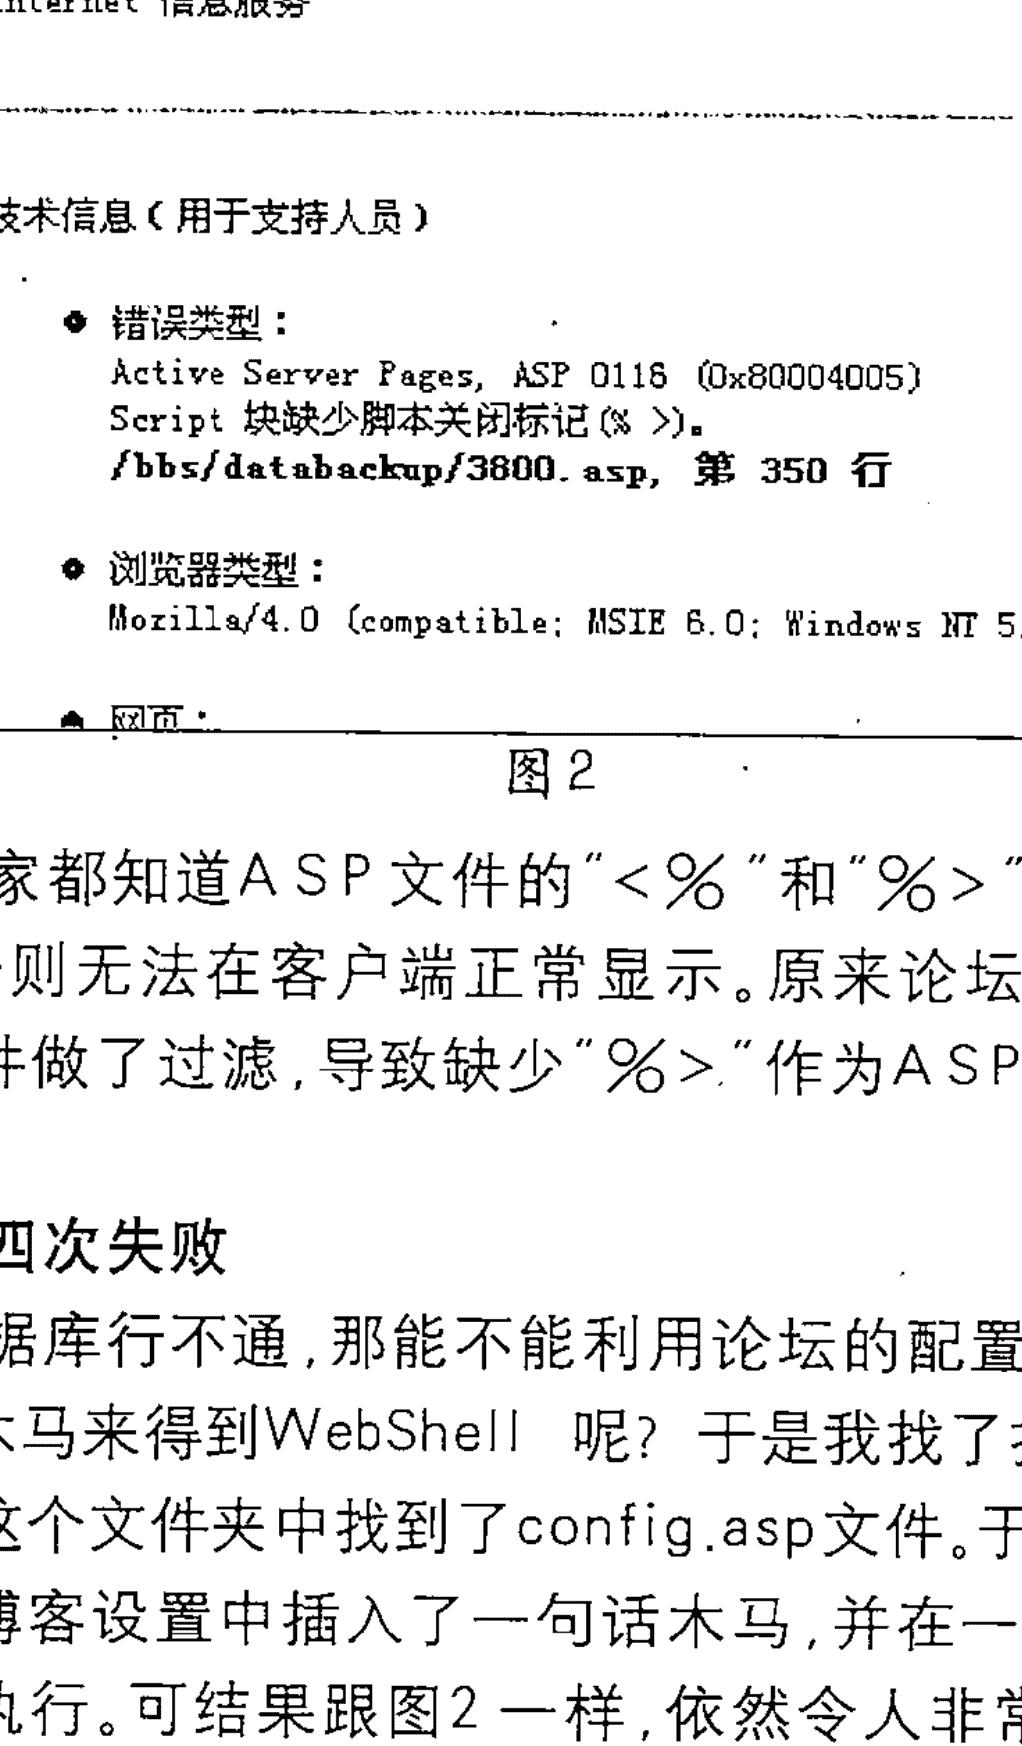 Internet 信息服务
技术信息（用于支持人员）
错误类型：
Active Server Pages, ASP 0116 (0x80004005)
Script 块缺少脚本关闭标记(% >)。
/bbs/databackup/3800.asp, 第 350 行
浏览器类型：
Mozilla/4.0 (compatible; MSIE 6.0; Windows NT 5.
网页：
图 2
家都知道ASP文件的"<%"和"%>"
则无法在客户端正常显示。原来论坛
件做了过滤,导致缺少"%>"作为ASP
四次失败
据库行不通,那能不能利用论坛的配置
木马来得到WebShell 呢? 于是我找了
这个文件夹中找到了config.asp文件。于
博客设置中插入了一句话木马,并在一
执行。可结果跟图2一样,依然令人非常